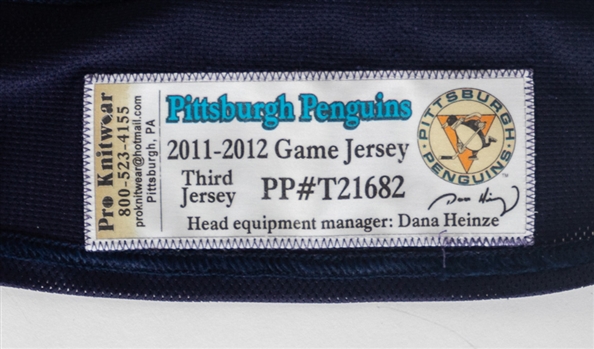 Pro Knitwear
800-523-4155
proknitwear@hotmail.com
Pittsburgh, PA
Pittsburgh Penguins
2011-2012 Game Jersey
Third
Jersey
PP#T21682
Head equipment manager: Dana Heinze
PITTSBURGH
PENGUINS
TM